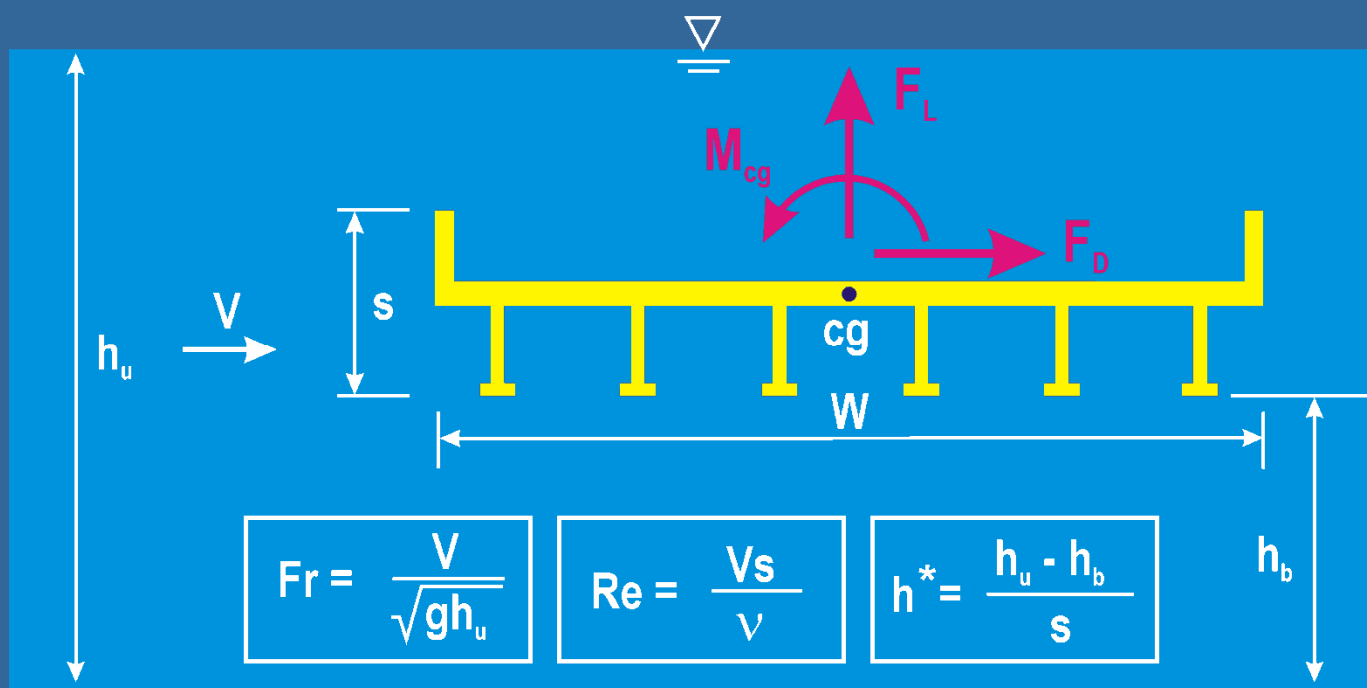 F_L
M_cg
F_D
s
V
h_u
cg
W
Fr = V / √gh_u
Re = Vs / ν
h* = h_u - h_b / s
h_b